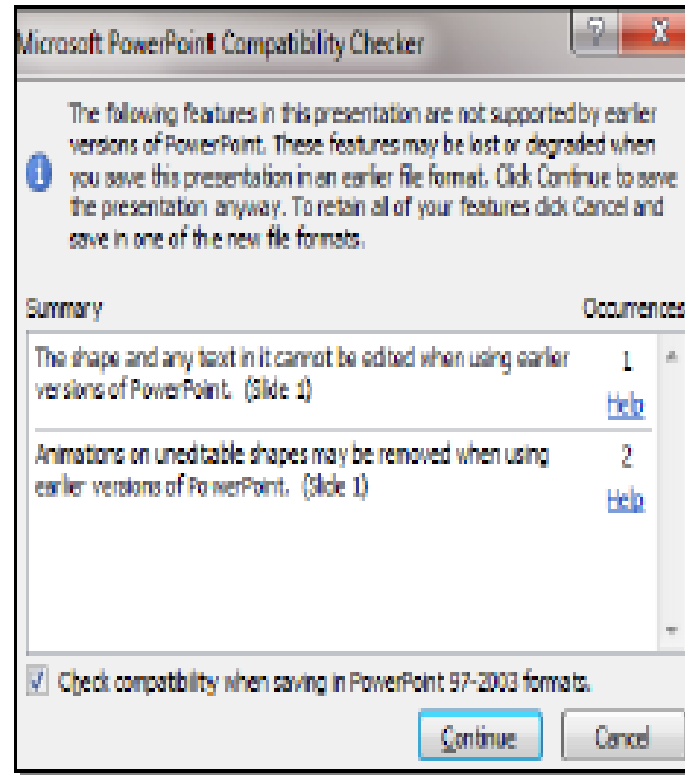 Microsoft PowerPoint Compatibility Checker
? X
The following features in this presentation are not supported by earlier
versions of PowerPoint. These features may be lost or degraded when
you save this presentation in an earlier file format. Click Continue to save
the presentation anyway. To retain all of your features click Cancel and
save in one of the new file formats.
Summary Occurrences
The shape and any text in it cannot be edited when using earlier 1
versions of PowerPoint. (Slide 1)
Help
Animations on uneditable shapes may be removed when using 2
earlier versions of PowerPoint. (Slide 1)
Help
Check compatibility when saving in PowerPoint 97-2003 formats.
Continue Cancel